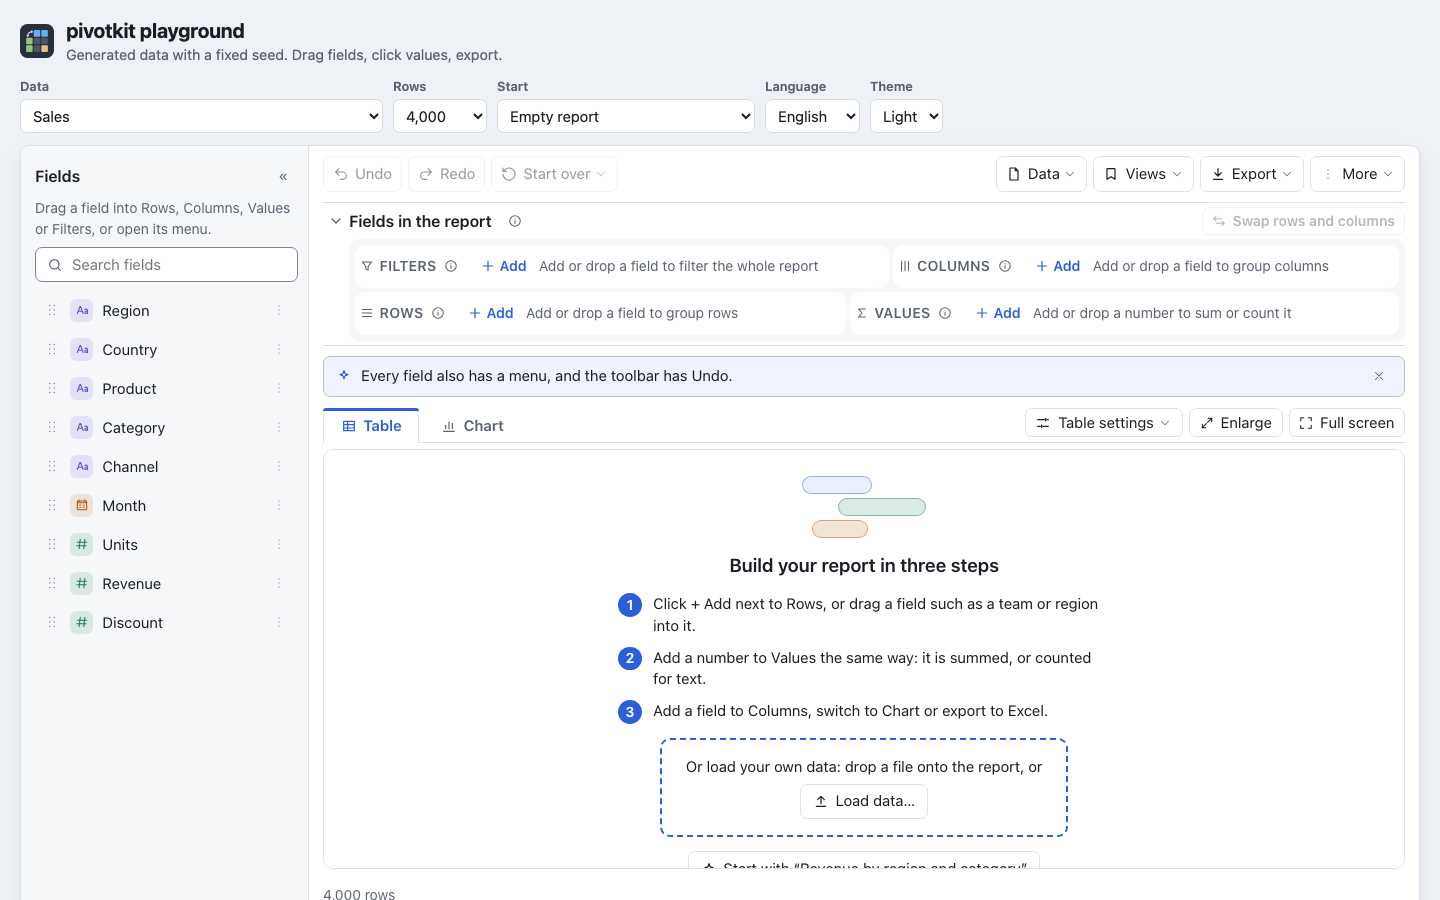 pivotkit playground
Generated data with a fixed seed. Drag fields, click values, export.
Data
Rows
Start
Language
Theme
Sales
4,000
Empty report
English
Light
Fields
«
Drag a field into Rows, Columns, Values
or Filters, or open its menu.
Search fields
Aa Region
Aa Country
Aa Product
Aa Category
Aa Channel
Month
# Units
# Revenue
# Discount
Undo
Redo
Start over
Data
Views
Export
More
Fields in the report
Swap rows and columns
FILTERS + Add Add or drop a field to filter the whole report
COLUMNS + Add Add or drop a field to group columns
ROWS + Add Add or drop a field to group rows
Σ VALUES + Add Add or drop a number to sum or count it
Every field also has a menu, and the toolbar has Undo.
Table
Chart
Table settings
Enlarge
Full screen
Build your report in three steps
1 Click + Add next to Rows, or drag a field such as a team or region
into it.
2 Add a number to Values the same way: it is summed, or counted
for text.
3 Add a field to Columns, switch to Chart or export to Excel.
Or load your own data: drop a file onto the report, or
Load data...
Start with “Revenue by region and category”
4,000 rows